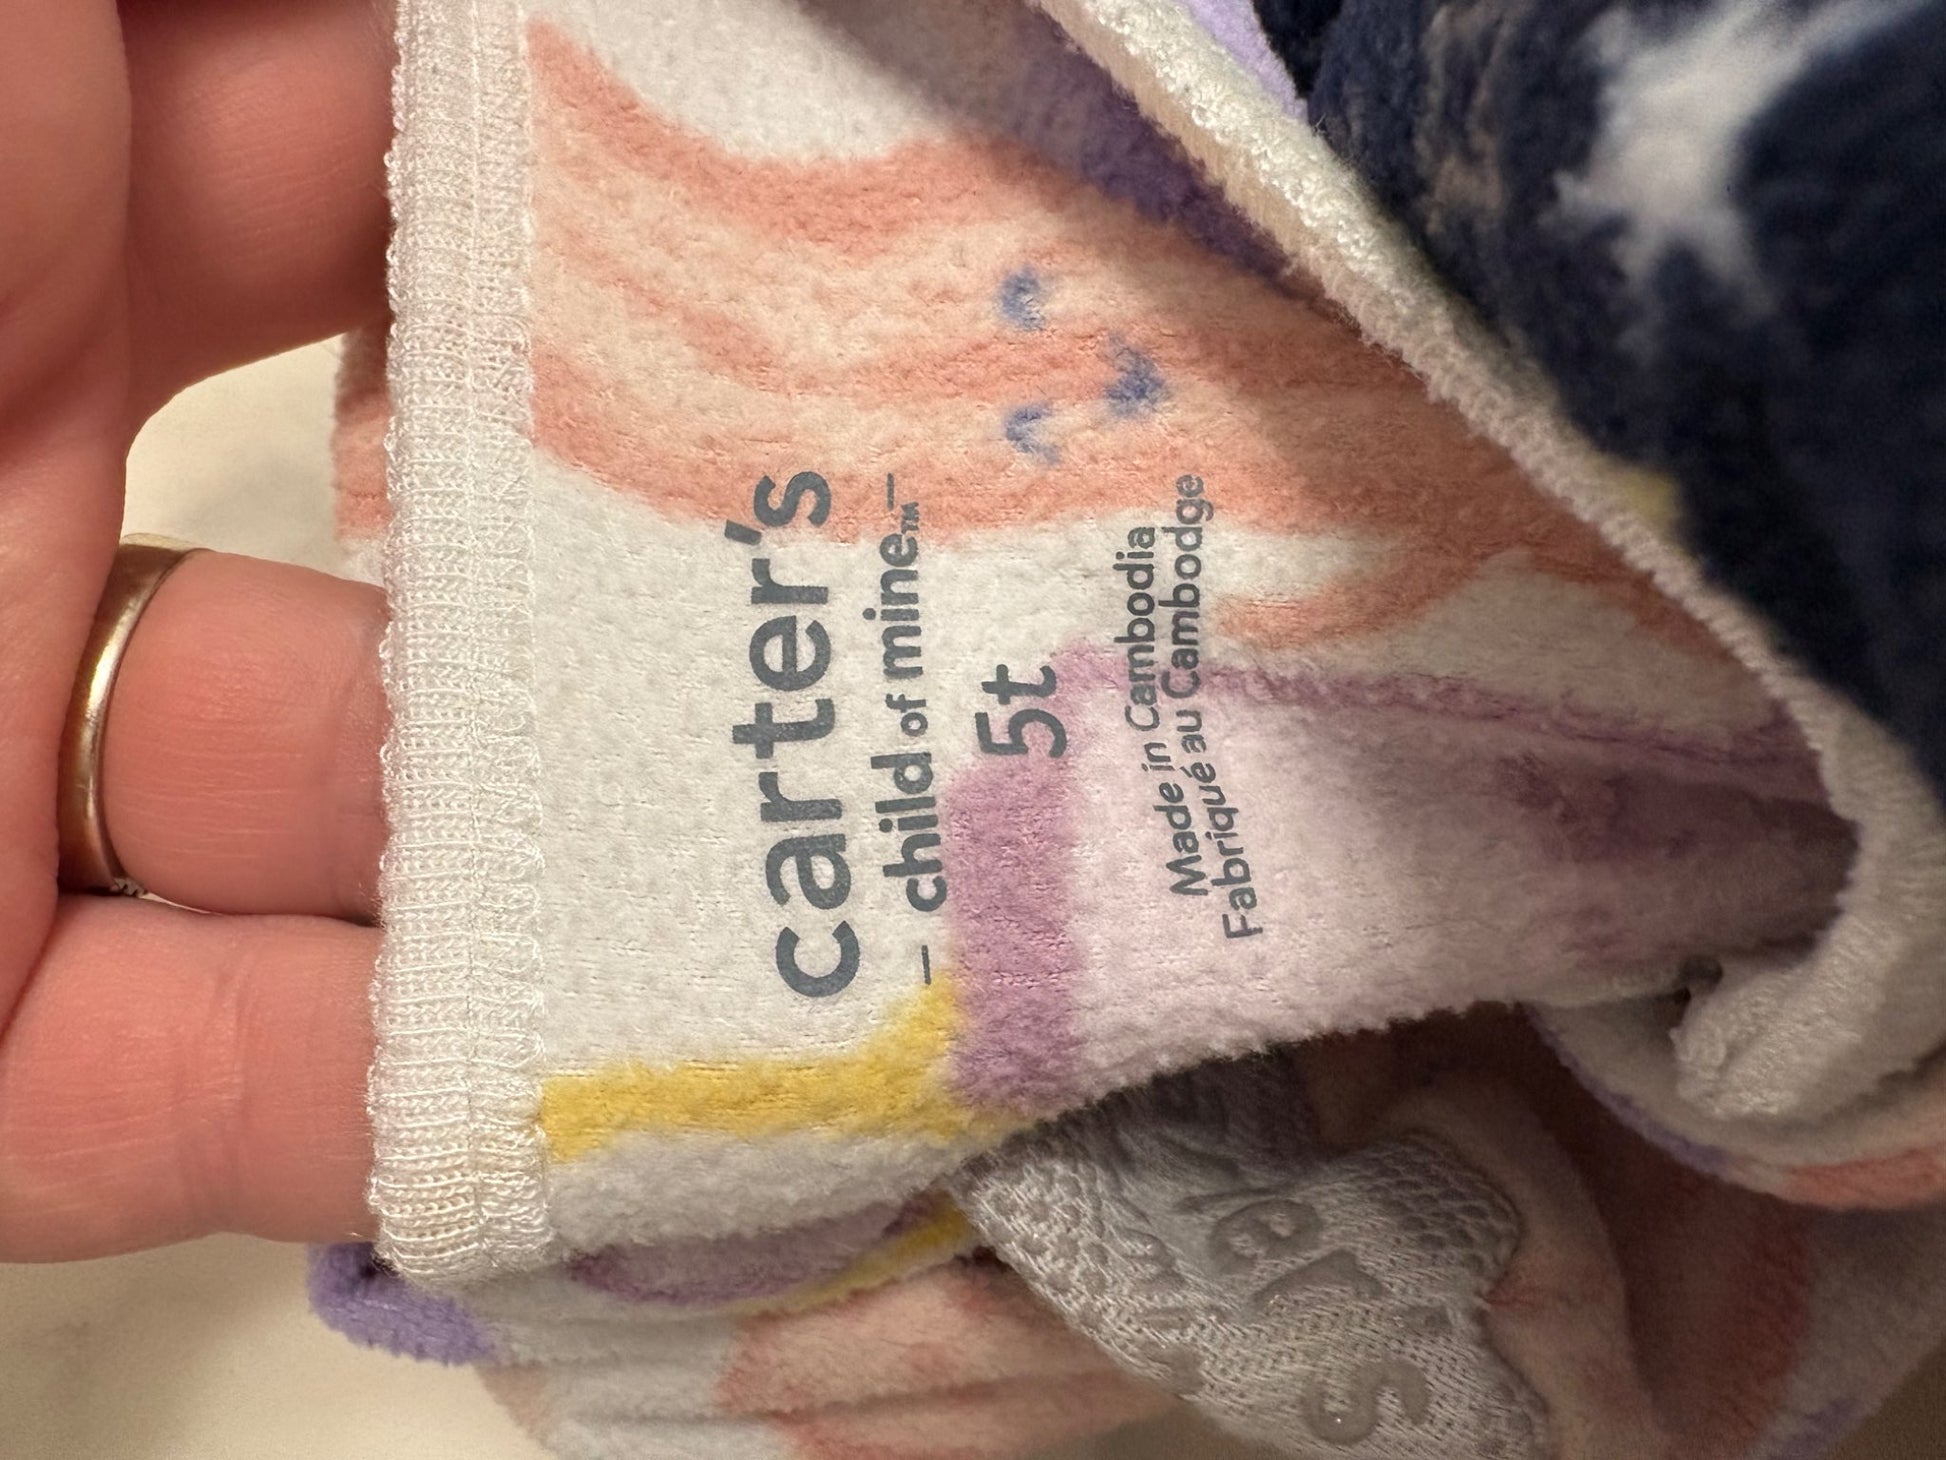 carter's
— child of mine™ —
5t
Made in Cambodia
Fabriqué au Cambodge